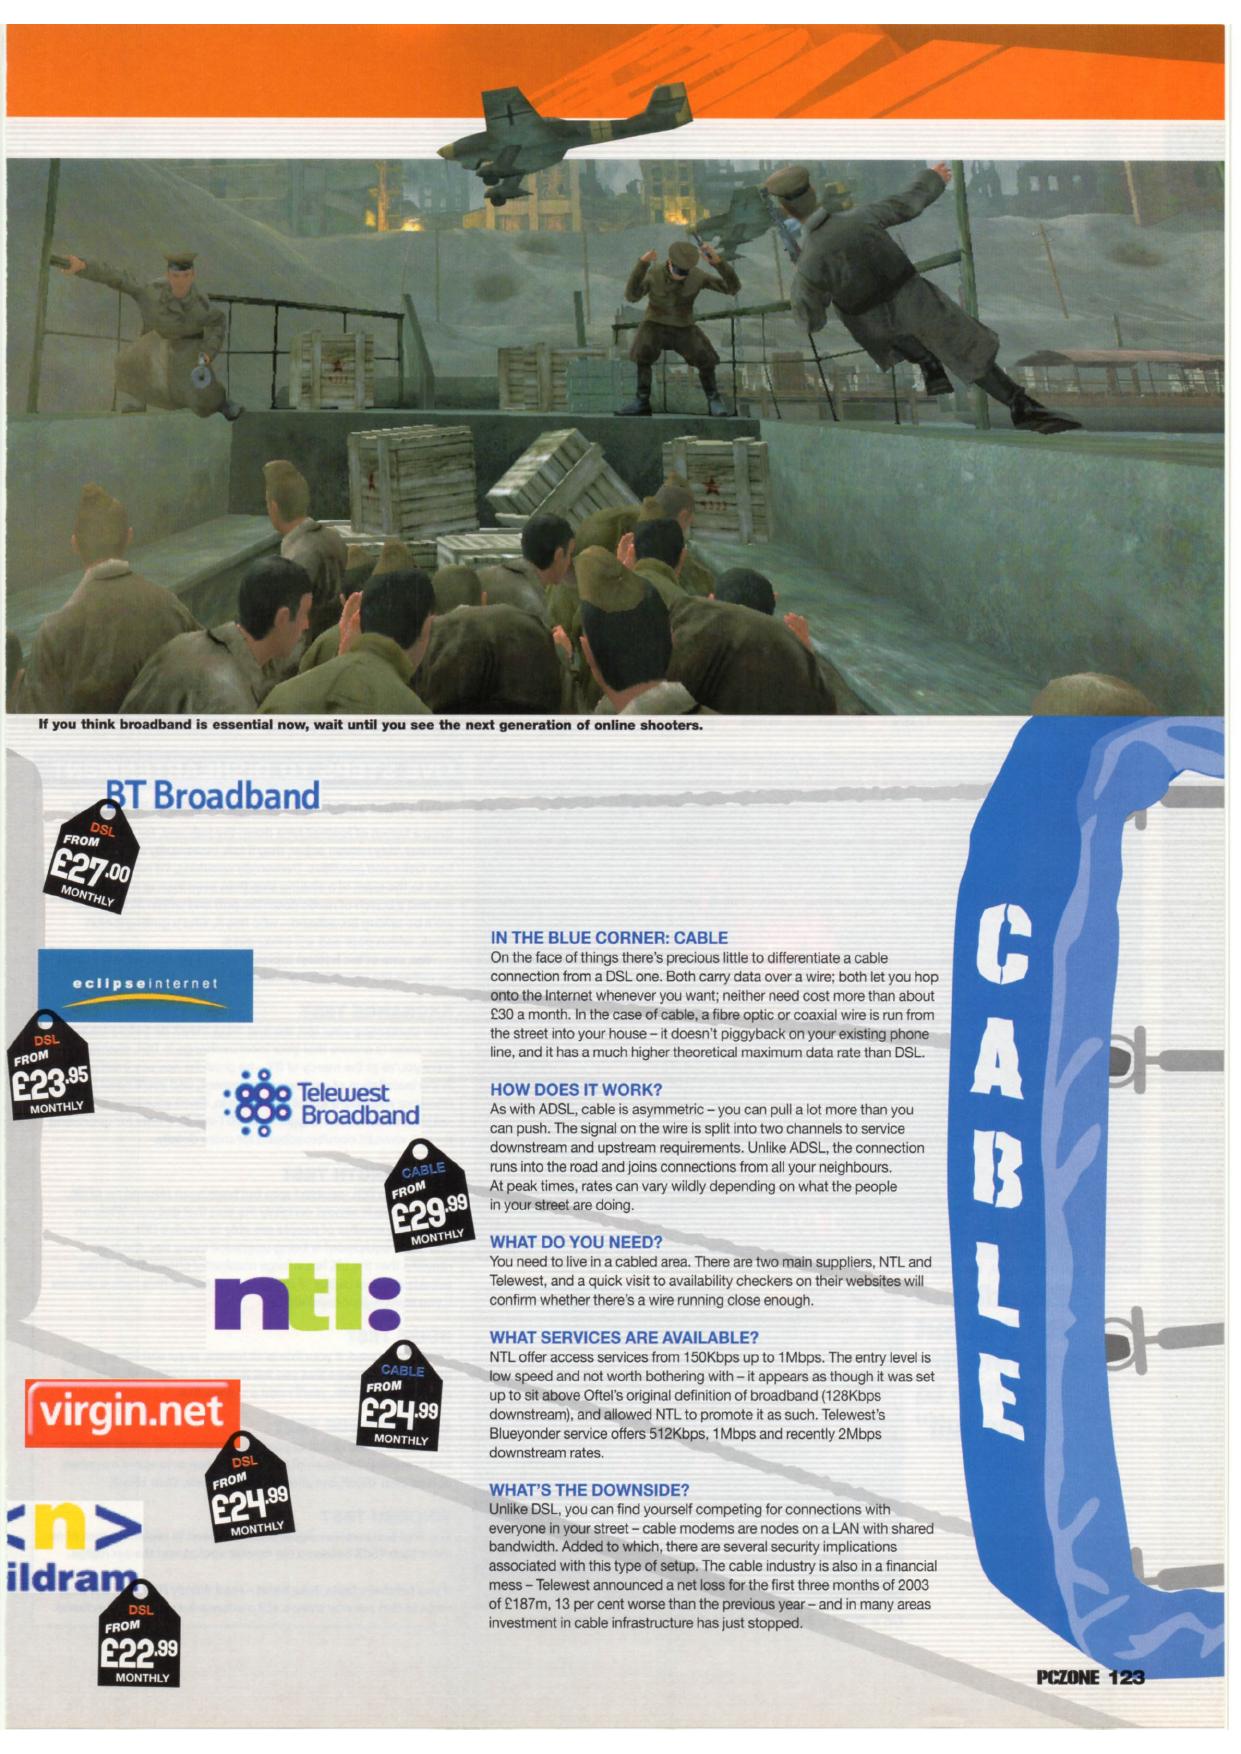 If you think broadband is essential now, wait until you see the next generation of online shooters.
BT Broadband
DSL
FROM
£27.00
MONTHLY
eclipseinternet
DSL
FROM
£23.95
MONTHLY
Telewest
Broadband
CABLE
FROM
£29.99
MONTHLY
ntl:
CABLE
FROM
£24.99
MONTHLY
virgin.net
DSL
FROM
£24.99
MONTHLY
<n>
ildram
DSL
FROM
£22.99
MONTHLY
IN THE BLUE CORNER: CABLE
On the face of things there's precious little to differentiate a cable
connection from a DSL one. Both carry data over a wire; both let you hop
onto the Internet whenever you want; neither need cost more than about
£30 a month. In the case of cable, a fibre optic or coaxial wire is run from
the street into your house – it doesn't piggyback on your existing phone
line, and it has a much higher theoretical maximum data rate than DSL.
HOW DOES IT WORK?
As with ADSL, cable is asymmetric – you can pull a lot more than you
can push. The signal on the wire is split into two channels to service
downstream and upstream requirements. Unlike ADSL, the connection
runs into the road and joins connections from all your neighbours.
At peak times, rates can vary wildly depending on what the people
in your street are doing.
WHAT DO YOU NEED?
You need to live in a cabled area. There are two main suppliers, NTL and
Telewest, and a quick visit to availability checkers on their websites will
confirm whether there's a wire running close enough.
WHAT SERVICES ARE AVAILABLE?
NTL offer access services from 150Kbps up to 1Mbps. The entry level is
low speed and not worth bothering with – it appears as though it was set
up to sit above Oftel's original definition of broadband (128Kbps
downstream), and allowed NTL to promote it as such. Telewest's
Blueyonder service offers 512Kbps, 1Mbps and recently 2Mbps
downstream rates.
WHAT'S THE DOWNSIDE?
Unlike DSL, you can find yourself competing for connections with
everyone in your street – cable modems are nodes on a LAN with shared
bandwidth. Added to which, there are several security implications
associated with this type of setup. The cable industry is also in a financial
mess – Telewest announced a net loss for the first three months of 2003
of £187m, 13 per cent worse than the previous year – and in many areas
investment in cable infrastructure has just stopped.
CABLE
PCZONE 123